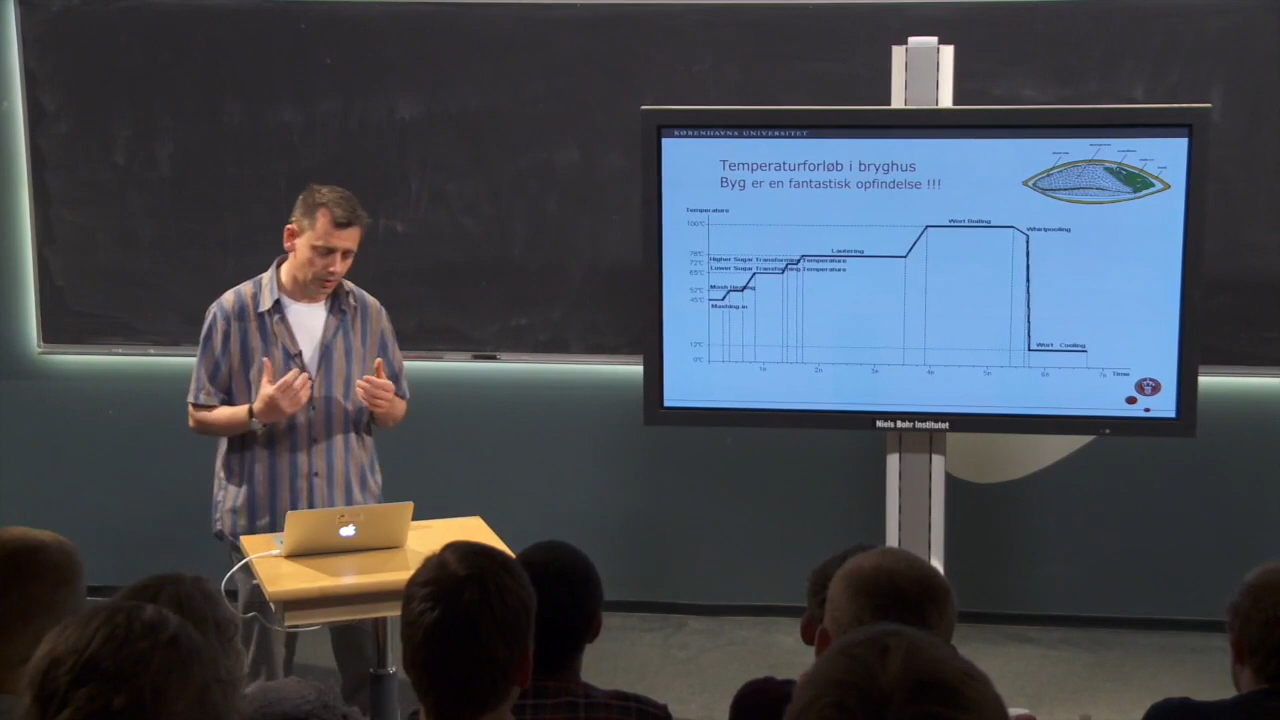 KØBENHAVNS UNIVERSITET
Temperaturforløb i bryghus
Byg er en fantastisk opfindelse !!!
Temperature
100°C
Wort Boiling
Whirlpooling
78°C
Lautering
72°C
Higher Sugar Transforming Temperature
65°C
Lower Sugar Transforming Temperature
52°C
Mash Heating
45°C
Mashing in
12°C
Wort Cooling
0°C
1h 2h 3h 4h 5h 6h 7h Time
Niels Bohr Institutet